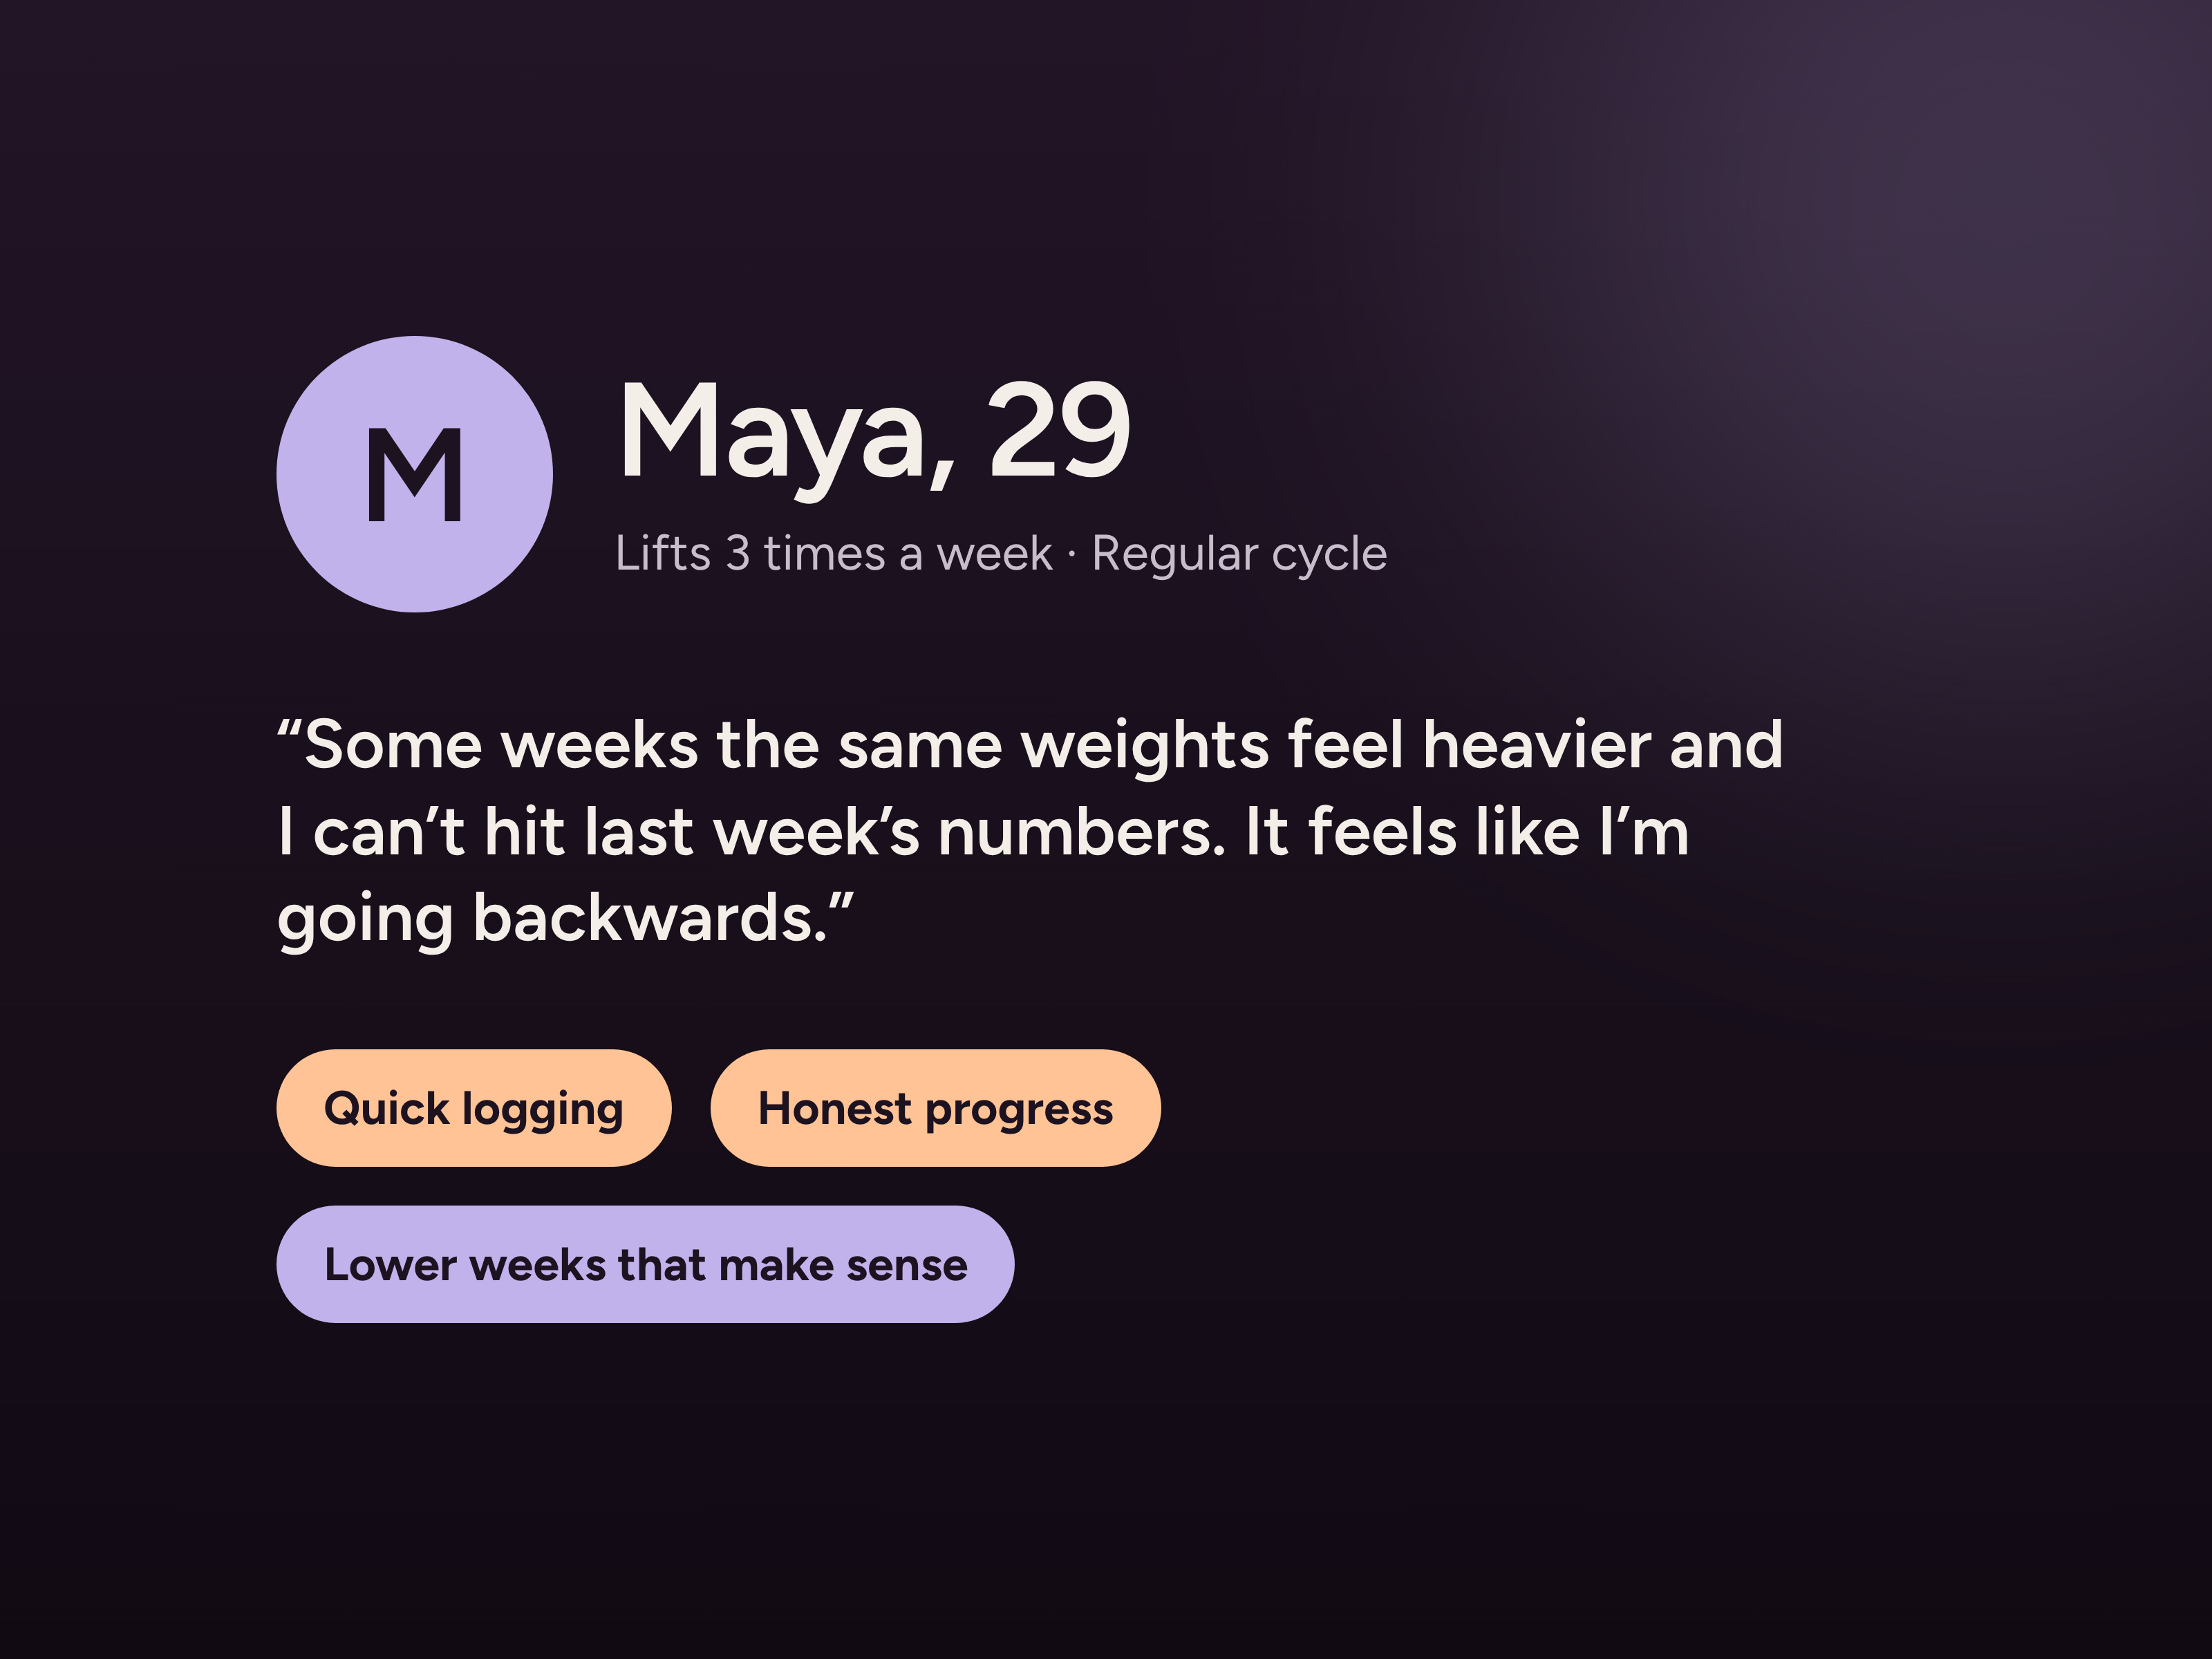 M
Maya, 29
Lifts 3 times a week · Regular cycle
“Some weeks the same weights feel heavier and
I can’t hit last week’s numbers. It feels like I’m
going backwards.”
Quick logging
Honest progress
Lower weeks that make sense